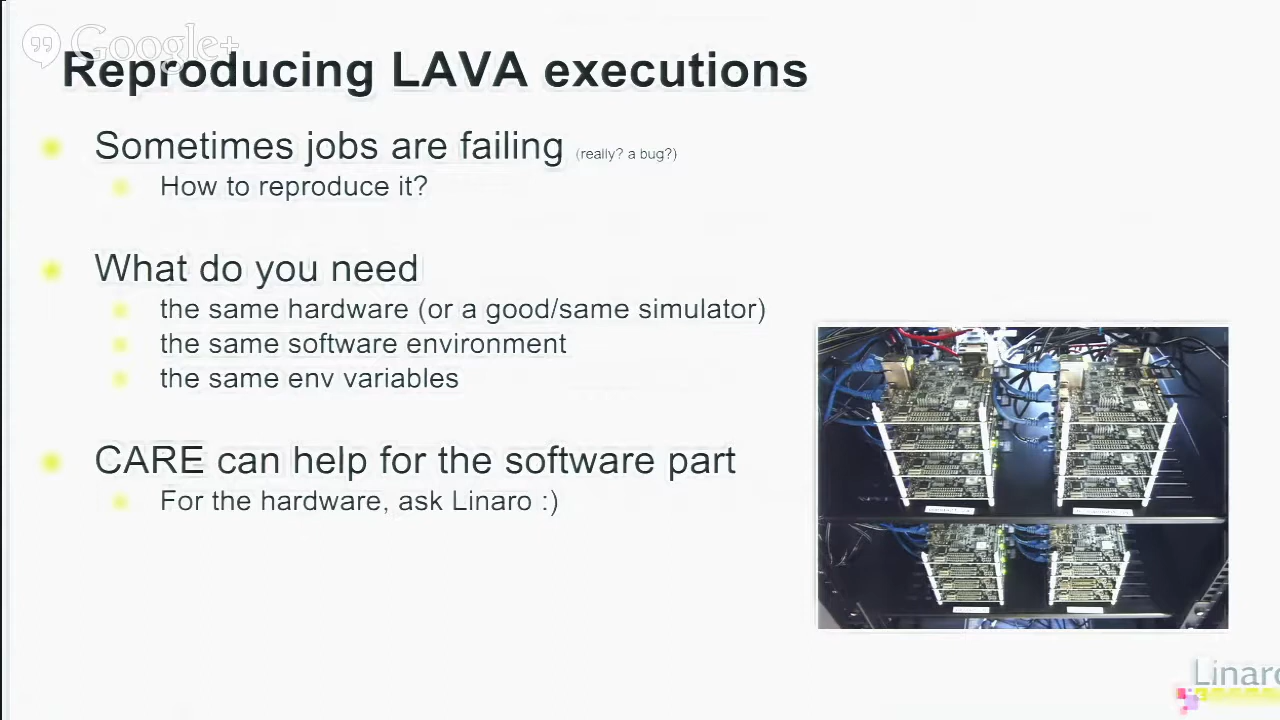 Google+
Reproducing LAVA executions
Sometimes jobs are failing (really? a bug?)
How to reproduce it?
What do you need
the same hardware (or a good/same simulator)
the same software environment
the same env variables
CARE can help for the software part
For the hardware, ask Linaro :)
Linaro